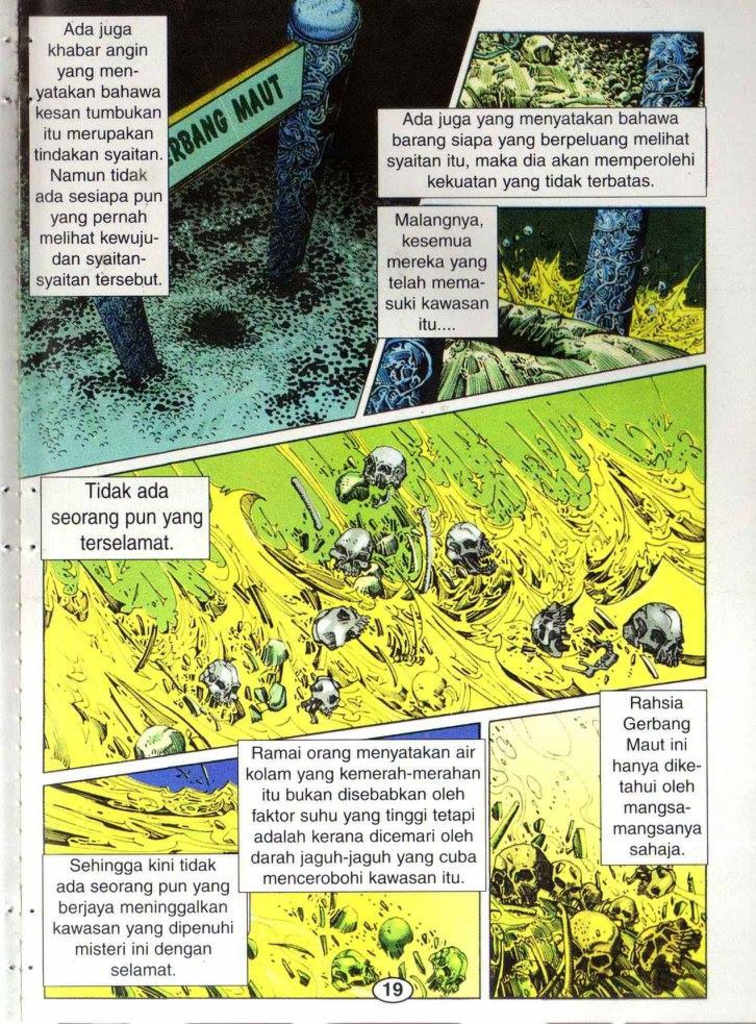 Ada juga
khabar angin
yang men-
yatakan bahawa
kesan tumbukan
itu merupakan
tindakan syaitan.
Namun tidak
ada sesiapa pun
yang pernah
melihat kewuju-
dan syaitan-
syaitan tersebut.
RBANG MAUT
Ada juga yang menyatakan bahawa
barang siapa yang berpeluang melihat
syaitan itu, maka dia akan memperolehi
kekuatan yang tidak terbatas.
Malangnya,
kesemua
mereka yang
telah mema-
suki kawasan
itu....
Tidak ada
seorang pun yang
terselamat.
Ramai orang menyatakan air
kolam yang kemerah-merahan
itu bukan disebabkan oleh
faktor suhu yang tinggi tetapi
adalah kerana dicemari oleh
darah jaguh-jaguh yang cuba
mencerobohi kawasan itu.
Sehingga kini tidak
ada seorang pun yang
berjaya meninggalkan
kawasan yang dipenuhi
misteri ini dengan
selamat.
Rahsia
Gerbang
Maut ini
hanya dike-
tahui oleh
mangsa-
mangsanya
sahaja.
19